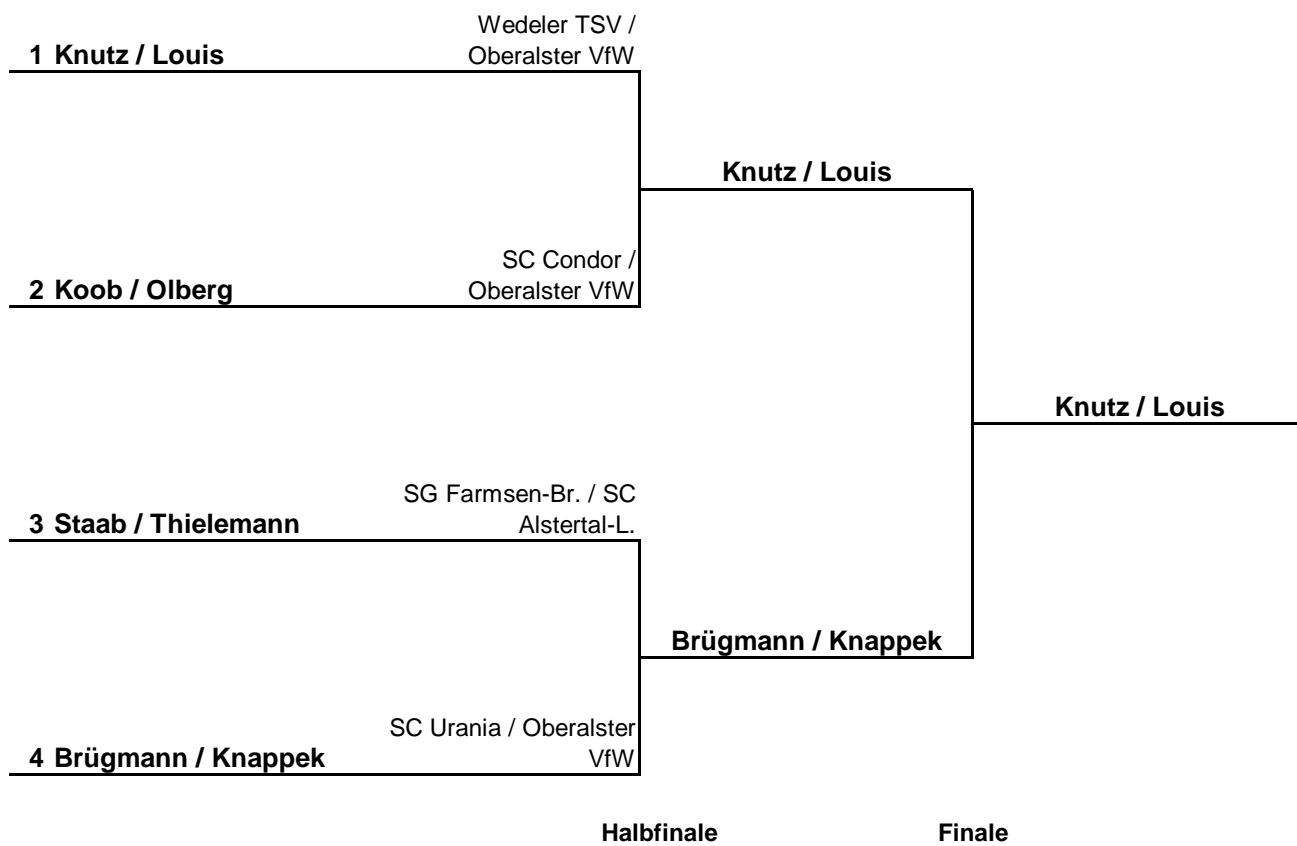 Wedeler TSV /
1 Knutz / Louis Oberalster VfW
Knutz / Louis
SC Condor /
2 Koob / Olberg Oberalster VfW
Knutz / Louis
SG Farmsen-Br. / SC
3 Staab / Thielemann Alstertal-L.
Brügmann / Knappek
SC Urania / Oberalster
4 Brügmann / Knappek VfW
Halbfinale Finale